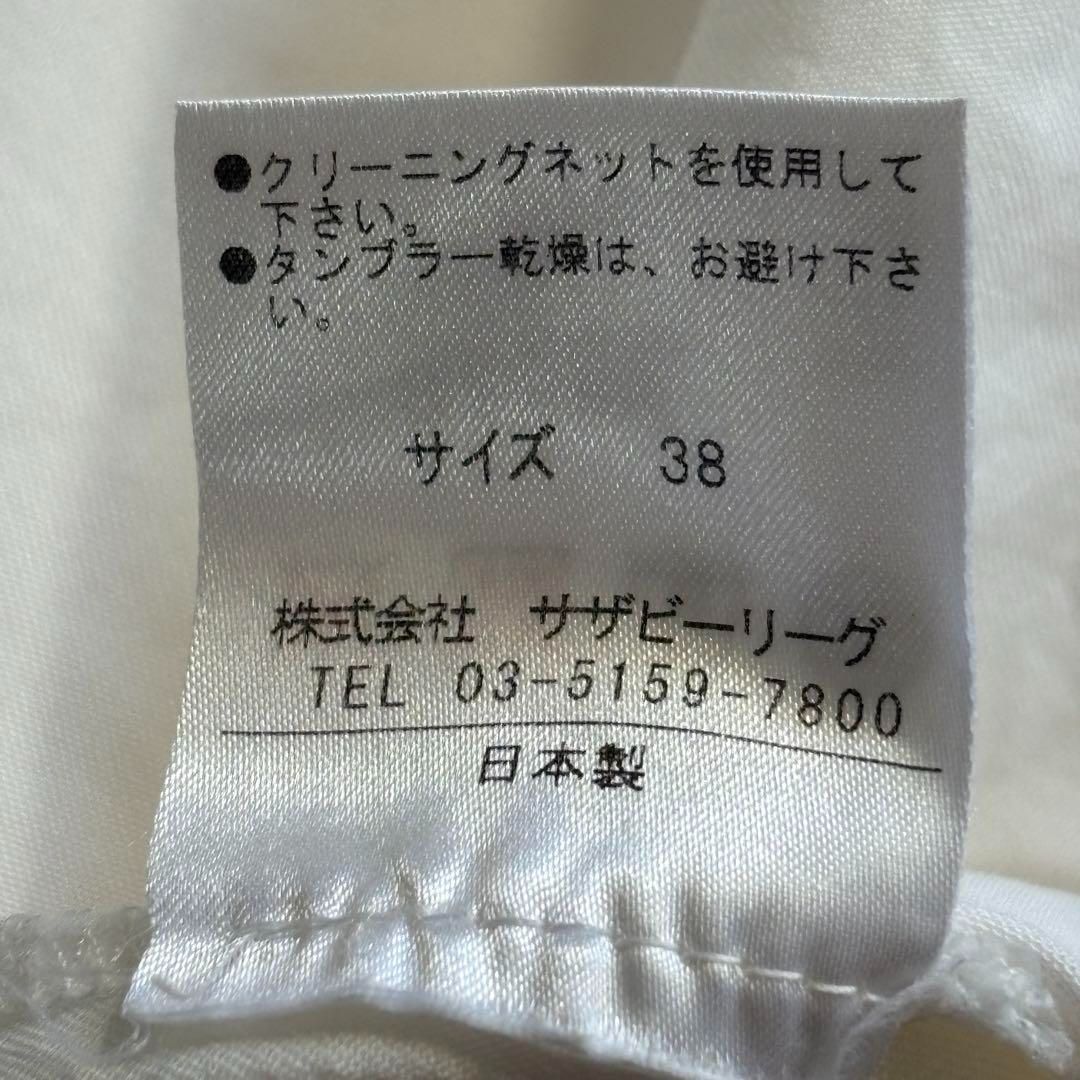 ●クリーニングネットを使用して
下さい。
●タンブラー乾燥は、お避け下さ
い。
サイズ 38
株式会社 サザビーリーグ
TEL 03-5159-7800
日本製